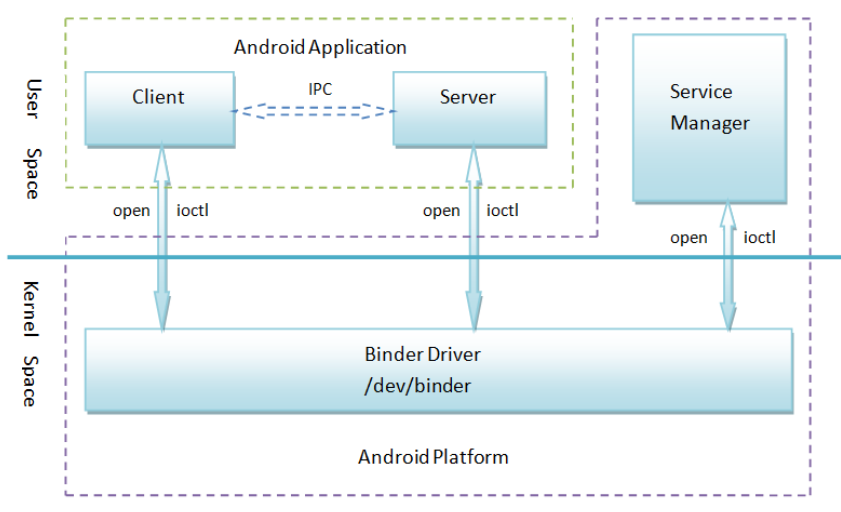 Android Application
Client
IPC
Server
Service
Manager
User Space
open ioctl
open ioctl
open ioctl
Kernel Space
Binder Driver
/dev/binder
Android Platform